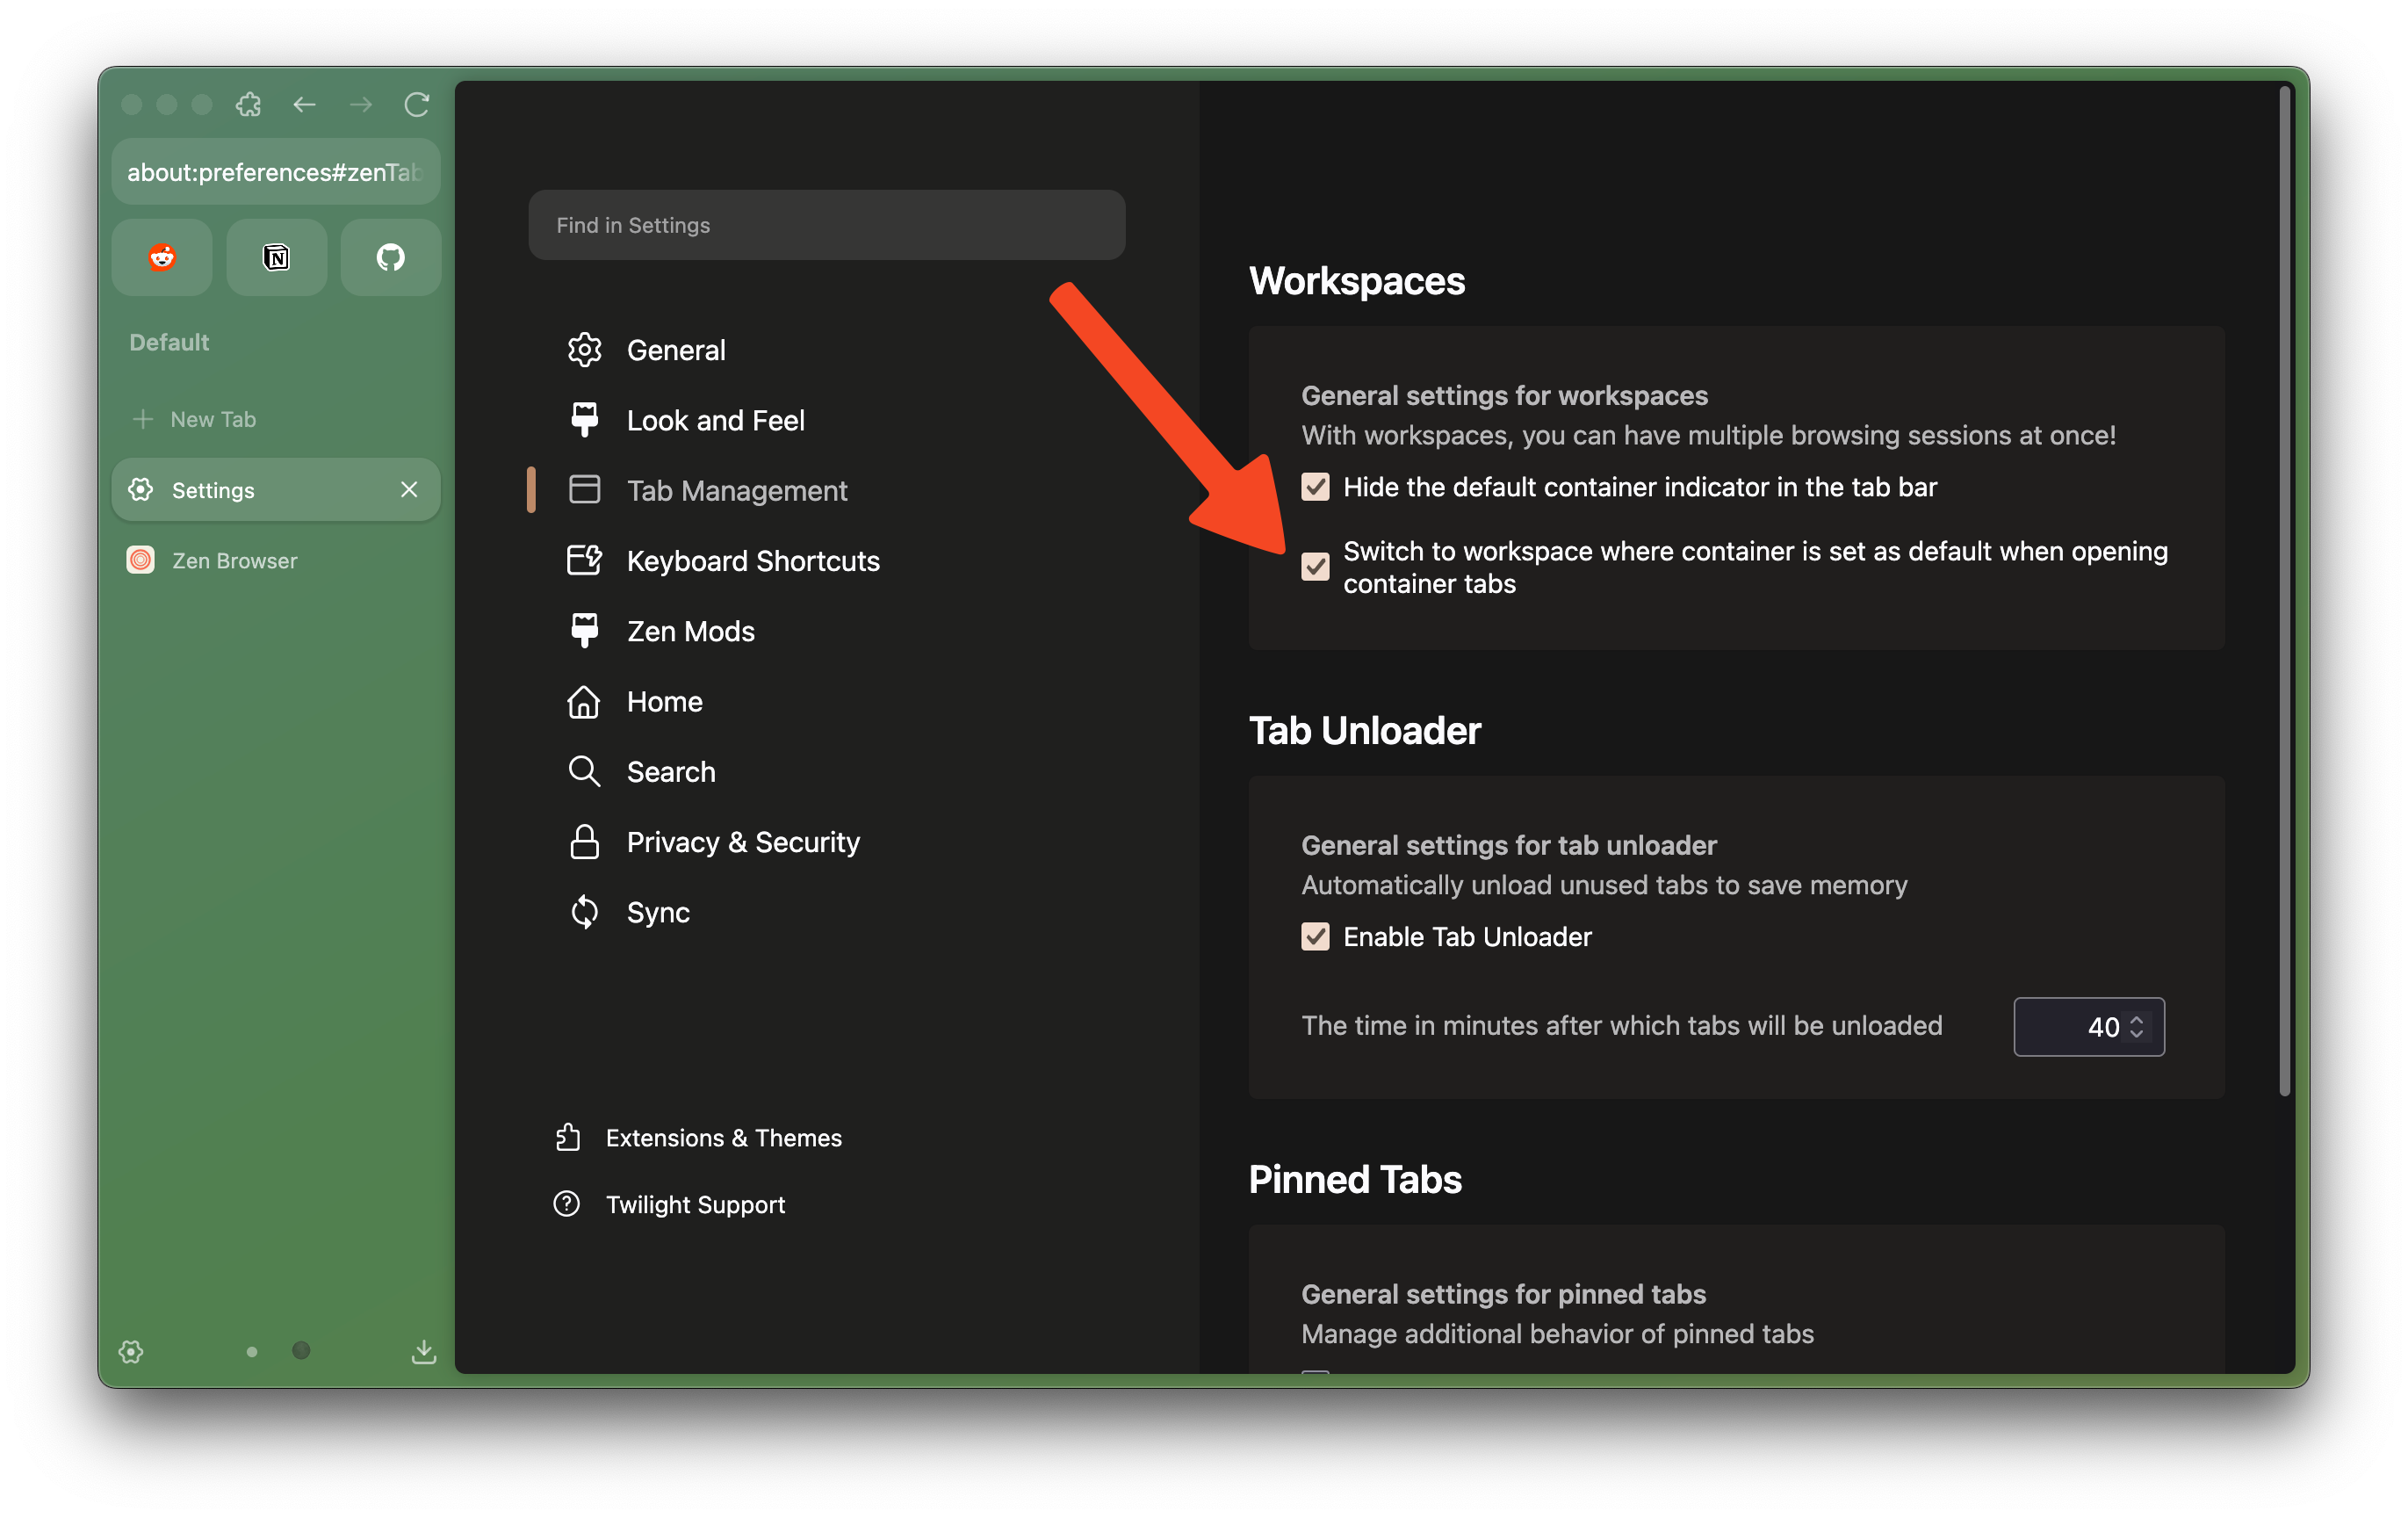 about:preferences#zenTab
Default
New Tab
Settings
Zen Browser
Find in Settings
General
Look and Feel
Tab Management
Keyboard Shortcuts
Zen Mods
Home
Search
Privacy & Security
Sync
Extensions & Themes
Twilight Support
Workspaces
General settings for workspaces
With workspaces, you can have multiple browsing sessions at once!
Hide the default container indicator in the tab bar
Switch to workspace where container is set as default when opening
container tabs
Tab Unloader
General settings for tab unloader
Automatically unload unused tabs to save memory
Enable Tab Unloader
The time in minutes after which tabs will be unloaded
40
Pinned Tabs
General settings for pinned tabs
Manage additional behavior of pinned tabs